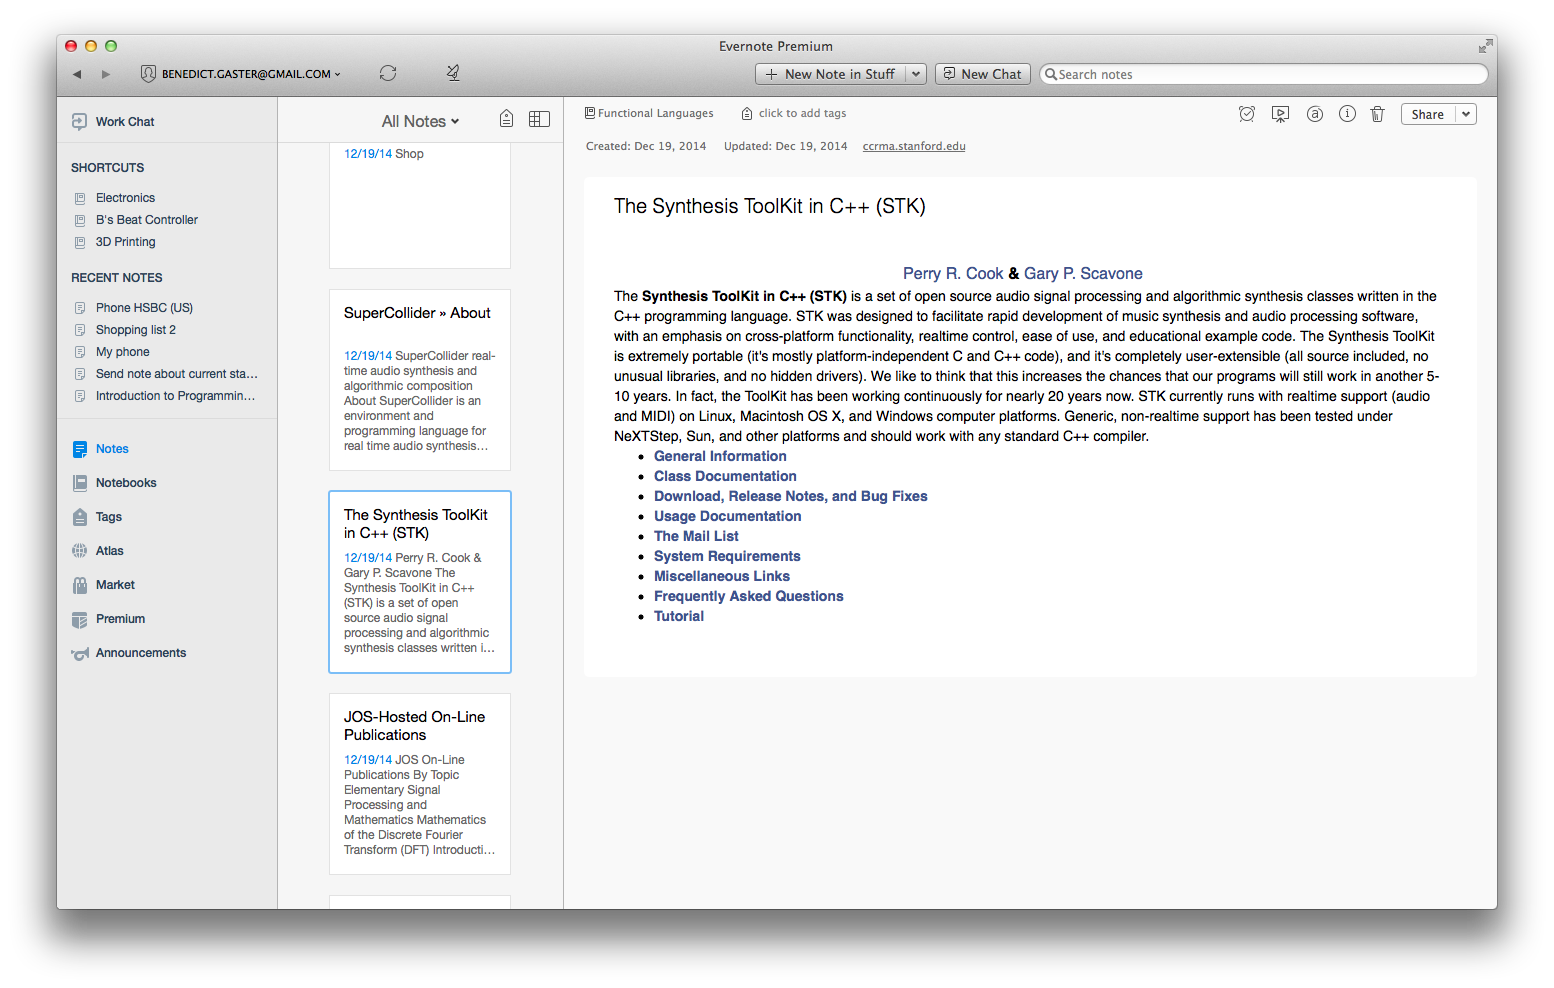 Evernote Premium
BENEDICT.GASTER@GMAIL.COM
New Note in Stuff
New Chat
Search notes
Work Chat
SHORTCUTS
Electronics
B's Beat Controller
3D Printing
RECENT NOTES
Phone HSBC (US)
Shopping list 2
My phone
Send note about current sta…
Introduction to Programmin…
Notes
Notebooks
Tags
Atlas
Market
Premium
Announcements
All Notes
12/19/14 Shop
SuperCollider » About
12/19/14 SuperCollider real-
time audio synthesis and
algorithmic composition
About SuperCollider is an
environment and
programming language for
real time audio synthesis…
The Synthesis ToolKit
in C++ (STK)
12/19/14 Perry R. Cook &
Gary P. Scavone The
Synthesis ToolKit in C++
(STK) is a set of open
source audio signal
processing and algorithmic
synthesis classes written i…
JOS-Hosted On-Line
Publications
12/19/14 JOS On-Line
Publications By Topic
Elementary Signal
Processing and
Mathematics Mathematics
of the Discrete Fourier
Transform (DFT) Introducti…
Functional Languages
click to add tags
Share
Created: Dec 19, 2014 Updated: Dec 19, 2014 ccrma.stanford.edu
The Synthesis ToolKit in C++ (STK)
Perry R. Cook & Gary P. Scavone
The Synthesis ToolKit in C++ (STK) is a set of open source audio signal processing and algorithmic synthesis classes written in the
C++ programming language. STK was designed to facilitate rapid development of music synthesis and audio processing software,
with an emphasis on cross-platform functionality, realtime control, ease of use, and educational example code. The Synthesis ToolKit
is extremely portable (it's mostly platform-independent C and C++ code), and it's completely user-extensible (all source included, no
unusual libraries, and no hidden drivers). We like to think that this increases the chances that our programs will still work in another 5-
10 years. In fact, the ToolKit has been working continuously for nearly 20 years now. STK currently runs with realtime support (audio
and MIDI) on Linux, Macintosh OS X, and Windows computer platforms. Generic, non-realtime support has been tested under
NeXTStep, Sun, and other platforms and should work with any standard C++ compiler.
• General Information
• Class Documentation
• Download, Release Notes, and Bug Fixes
• Usage Documentation
• The Mail List
• System Requirements
• Miscellaneous Links
• Frequently Asked Questions
• Tutorial